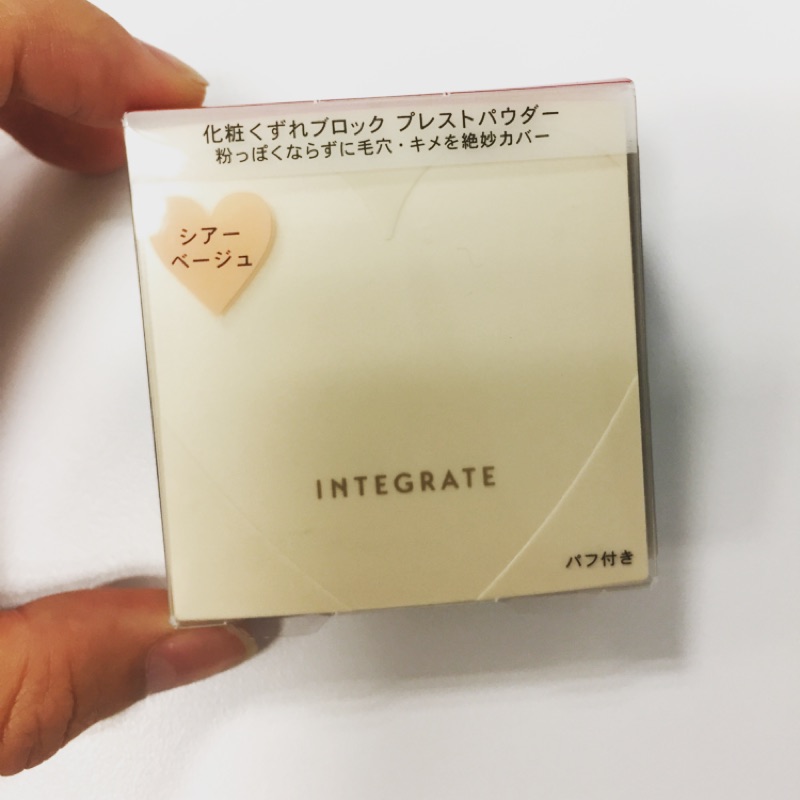 化粧くずれブロック プレストパウダー
粉っぽくならずに毛穴・キメを絶妙カバー
シアー
ベージュ
INTEGRATE
パフ付き